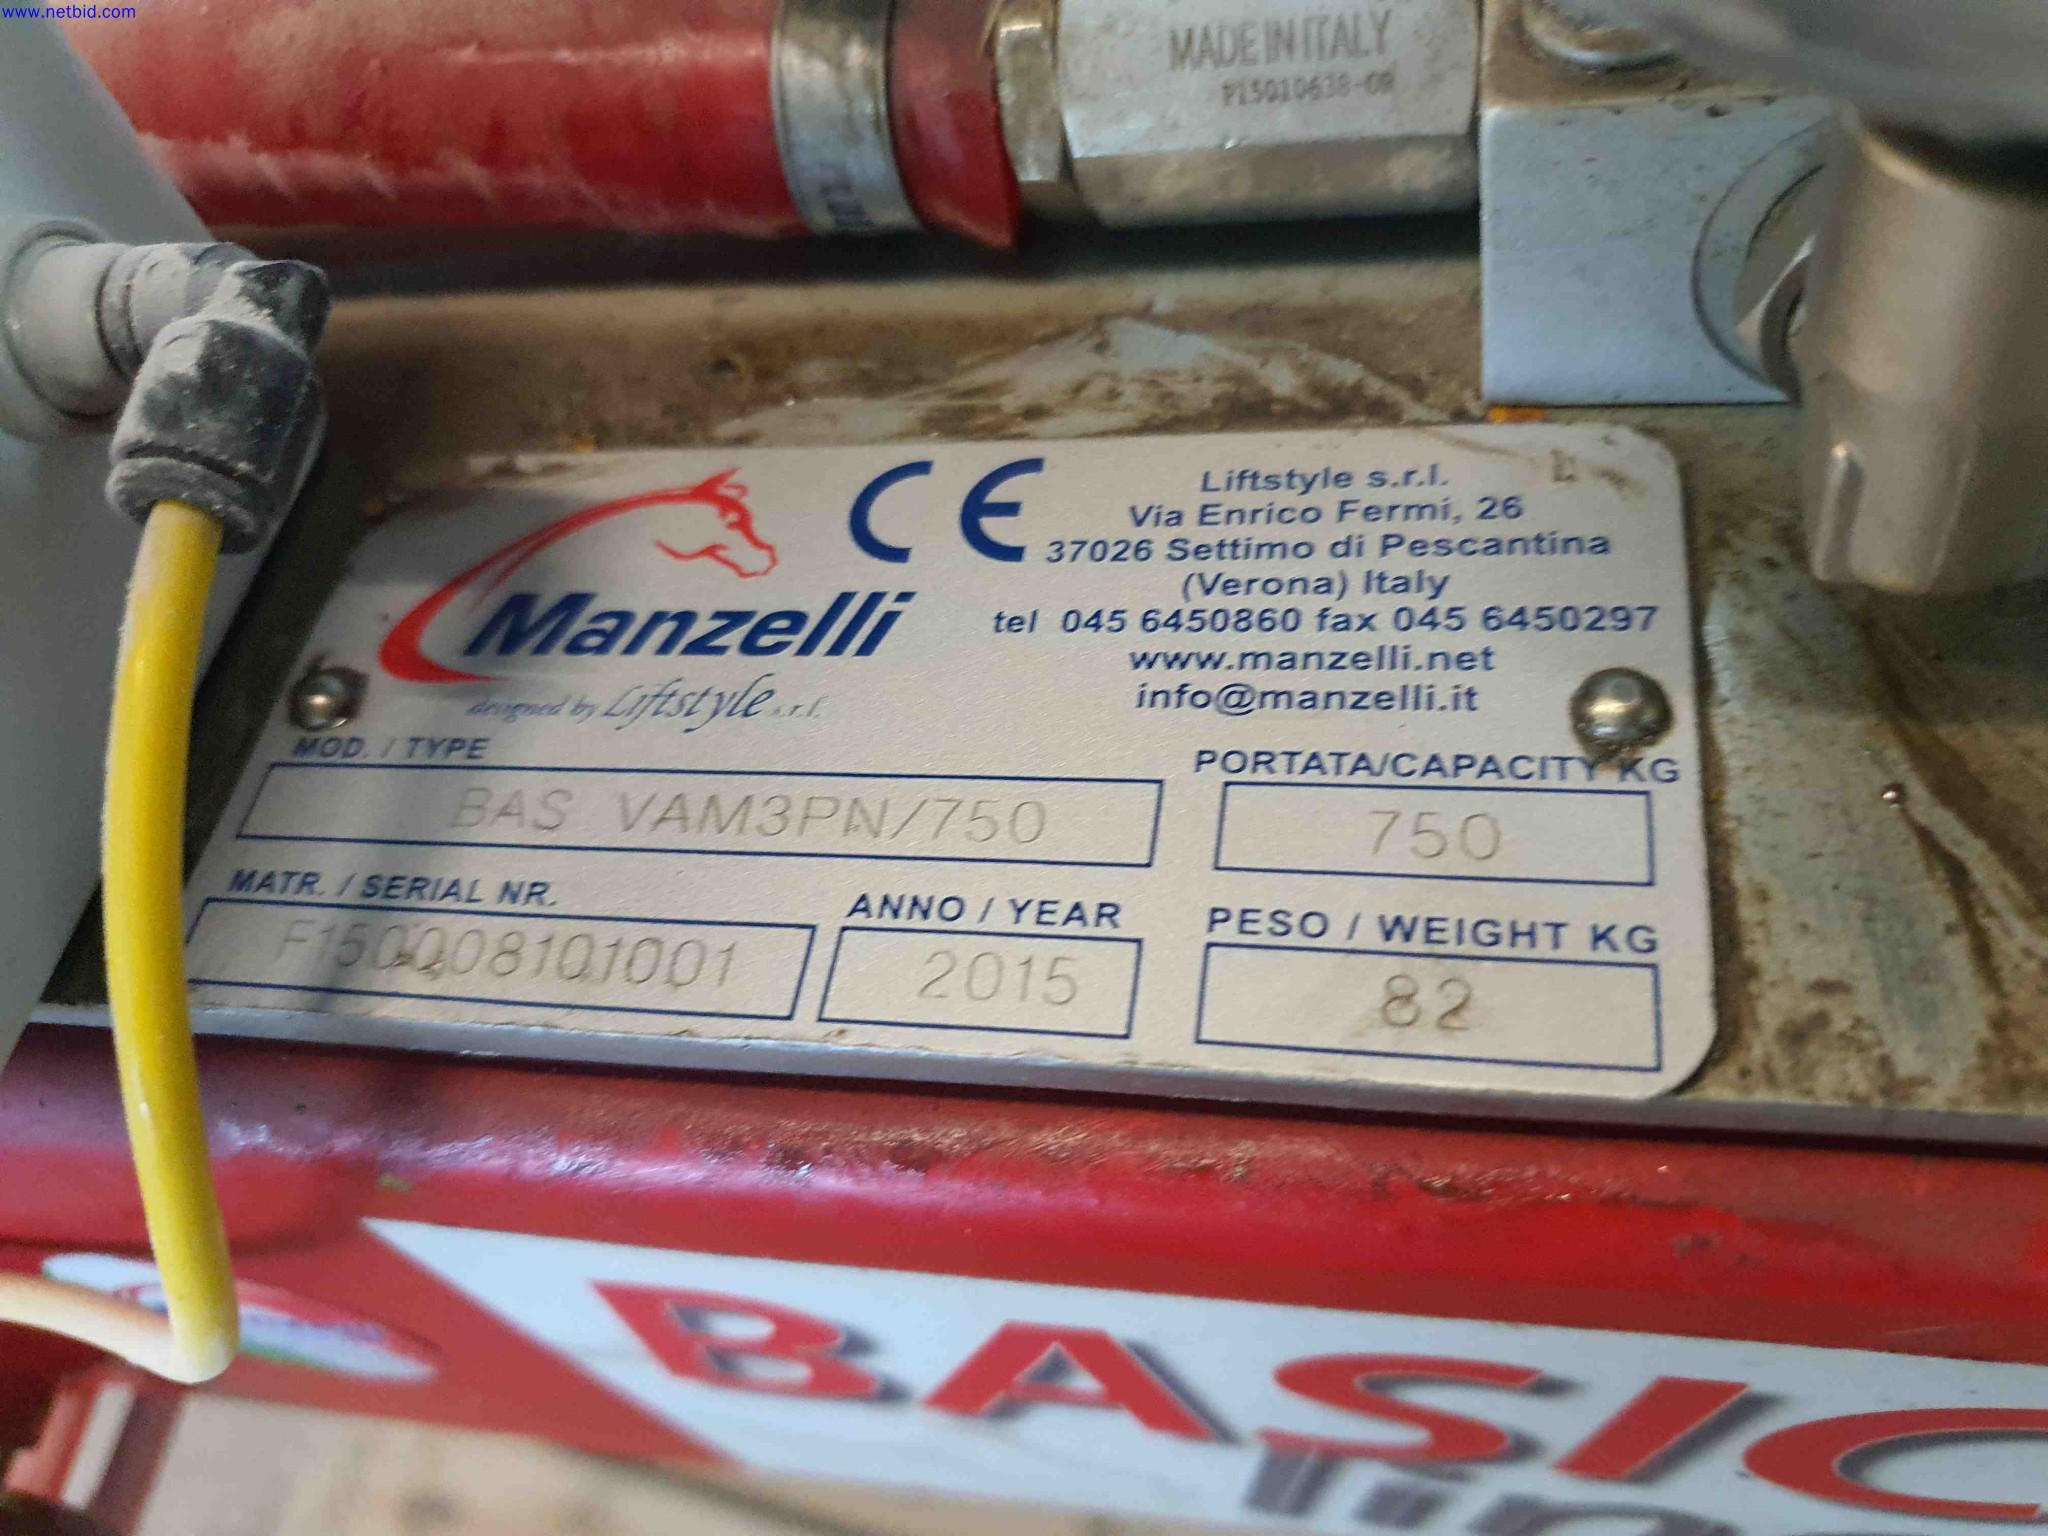 www.netbid.com
MADE IN ITALY
P15010638-08
CE
Liftstyle s.r.l.
Via Enrico Fermi, 26
37026 Settimo di Pescantina
(Verona) Italy
tel 045 6450860 fax 045 6450297
www.manzelli.net
info@manzelli.it
Manzelli
designed by Liftstyle s.r.l.
MOD. / TYPE
BAS VAM3PN/750
PORTATA/CAPACITY KG
750
MATR. / SERIAL NR.
F150008101001
ANNO / YEAR
2015
PESO / WEIGHT KG
82
BASIC